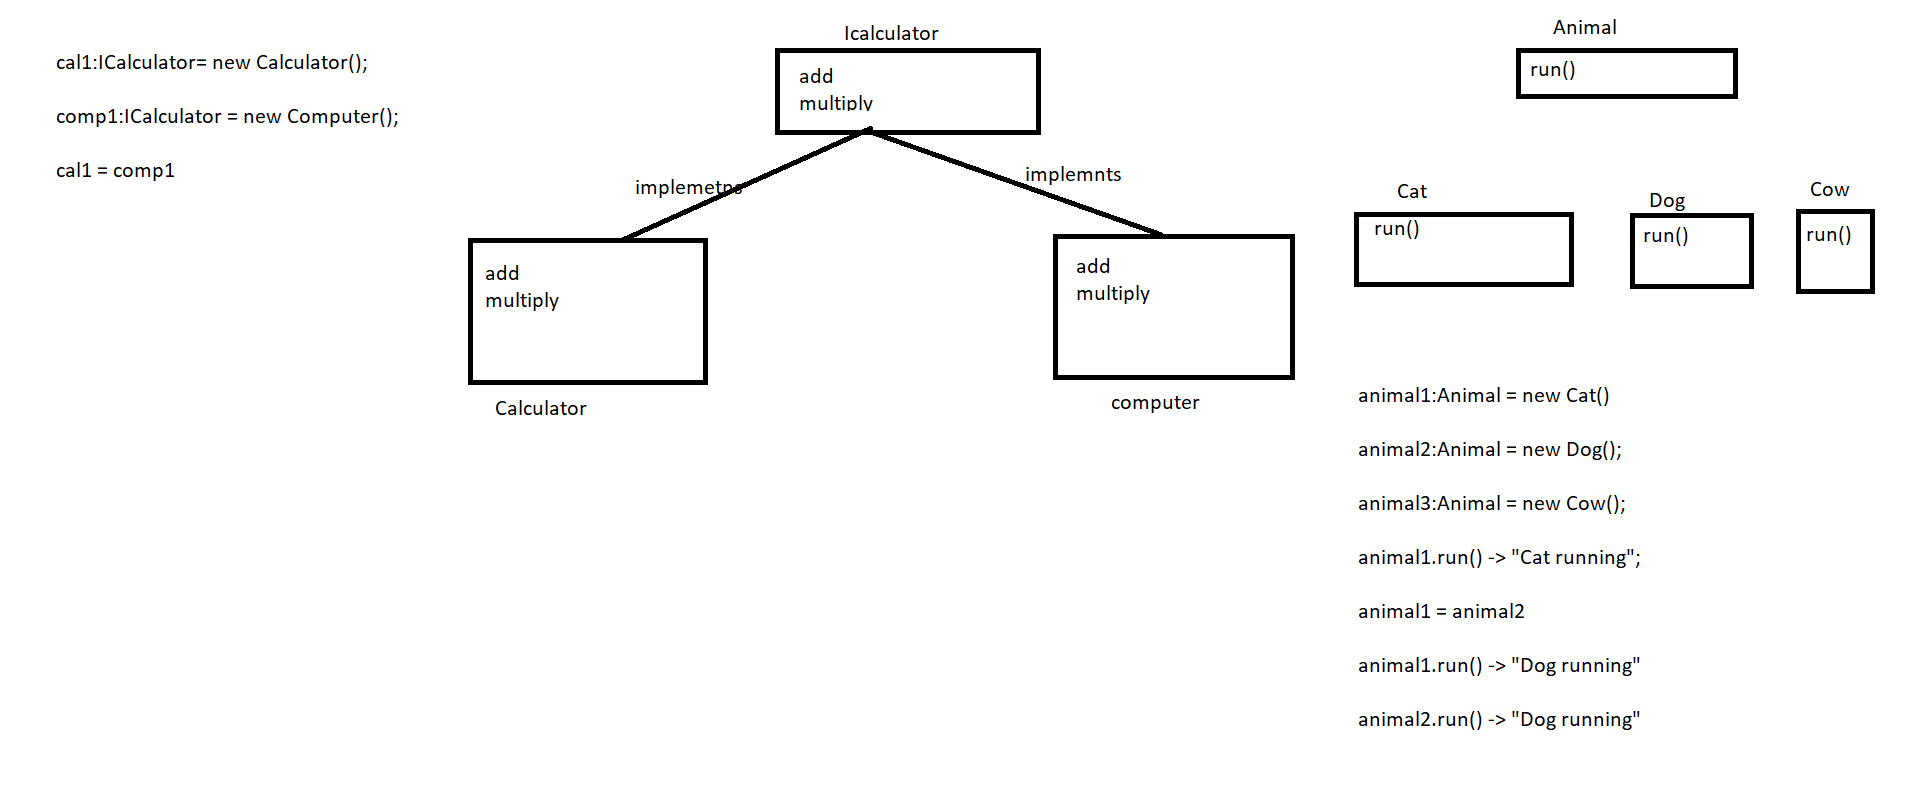 cal1:ICalculator= new Calculator();
comp1:ICalculator = new Computer();
cal1 = comp1
Icalculator
add
multiply
implemetns
implemnts
add
multiply
Calculator
add
multiply
computer
Animal
run()
Cat
run()
Dog
run()
Cow
run()
animal1:Animal = new Cat()
animal2:Animal = new Dog();
animal3:Animal = new Cow();
animal1.run() -> "Cat running";
animal1 = animal2
animal1.run() -> "Dog running"
animal2.run() -> "Dog running"